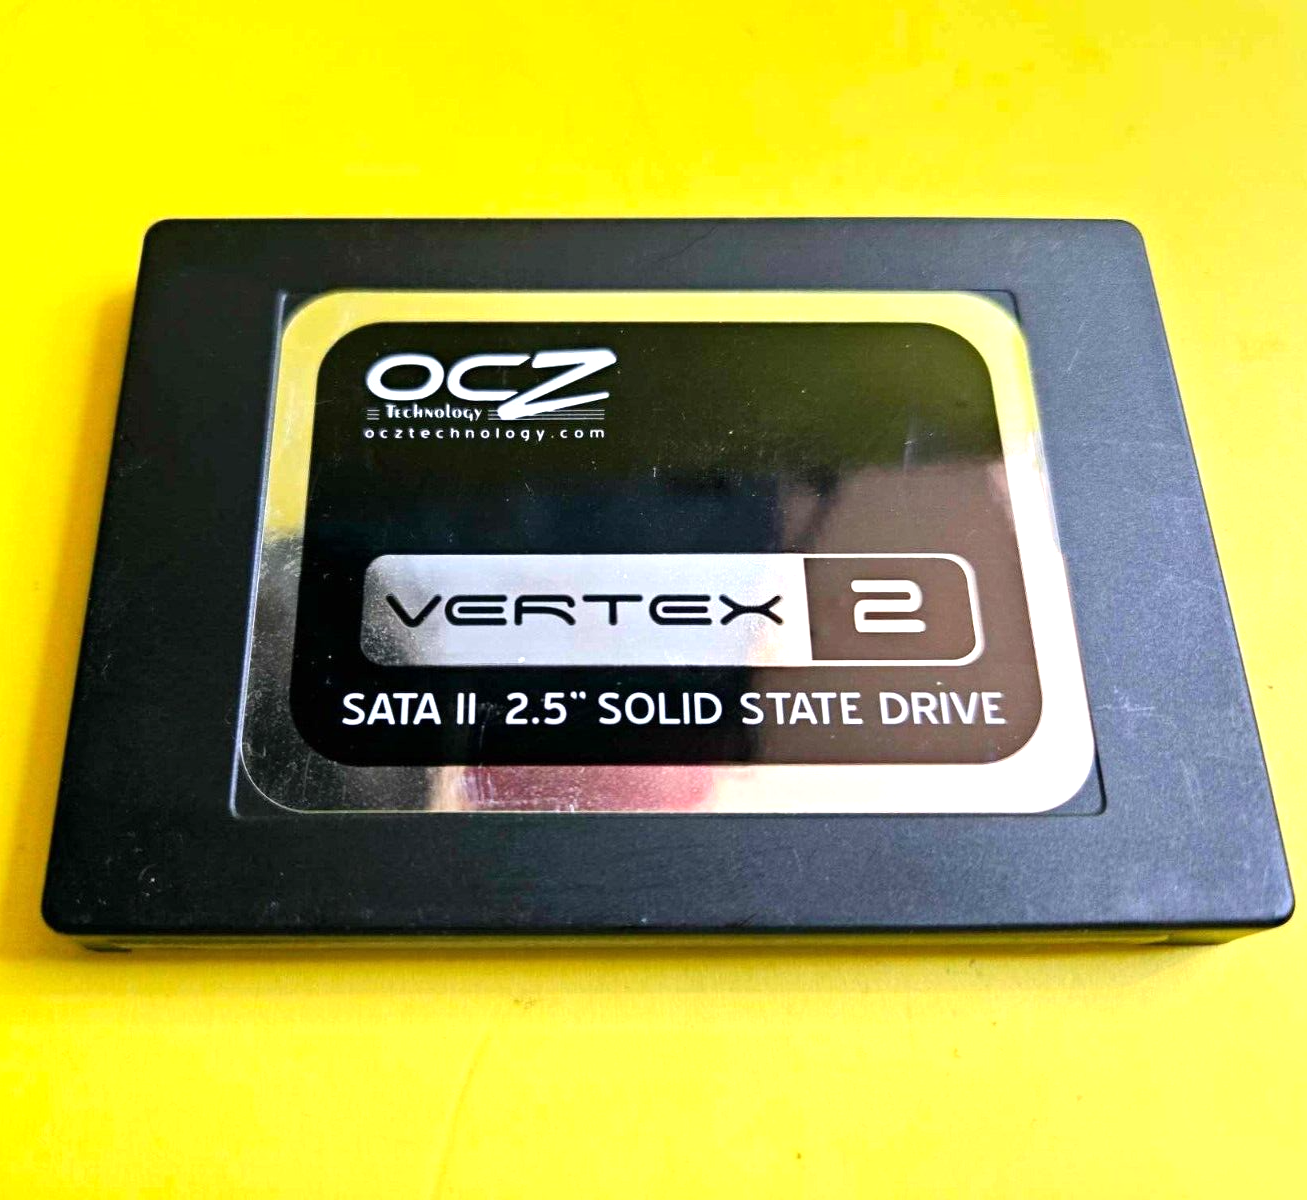 OCZ
Technology
ocztechnology.com
VERTEX 2
SATA II 2.5" SOLID STATE DRIVE